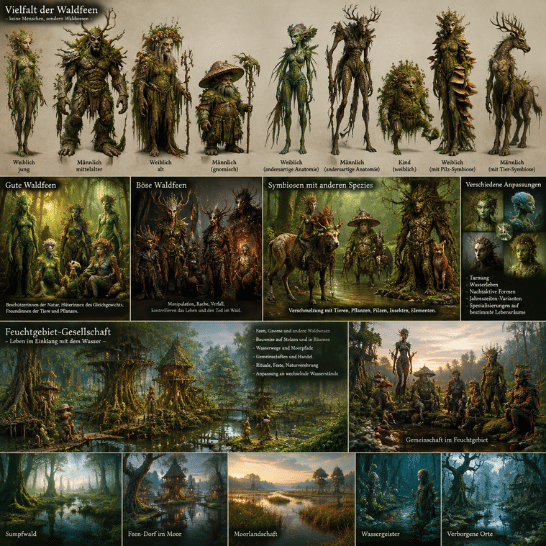 Vielfalt der Waldfeen
- keine Menschen, sondern Waldwesen
Weiblich
jung
Männlich
mittelalter
Weiblich
alt
Männlich
(gnomisch)
Weiblich
(andersartige Anatomie)
Männlich
(andersartige Anatomie)
Kind
(weiblich)
Weiblich
(mit Pilz-Symbiose)
Männlich
(mit Tier-Symbiose)
Gute Waldfeen
Beschützerinnen der Natur, Hüterinnen des Gleichgewichts,
Freundinnen der Tiere und Pflanzen.
Böse Waldfeen
Manipulation, Rache, Verfall,
kontrollieren das Leben und den Tod im Wald.
Symbiosen mit anderen Spezies
Verschmelzung mit Tieren, Pflanzen, Pilzen, Insekten, Elementen.
Verschiedene Anpassungen
- Tarnung
- Wasserleben
- Nachtaktive Formen
- Jahreszeiten-Varianten
- Spezialisierungen auf
bestimmte Lebensräume
Feuchtgebiet-Gesellschaft
- Leben im Einklang mit dem Wasser -
- Feen, Gnome und andere Waldwesen
- Bauweise auf Stelzen und in Bäumen
- Wasserwege und Moorpfade
- Gemeinschaften und Handel
- Rituale, Feste, Naturverehrung
- Anpassung an wechselnde Wasserstände
Gemeinschaft im Feuchtgebiet
Sumpfwald
Feen-Dorf im Moor
Moorlandschaft
Wassergeister
Verborgene Orte